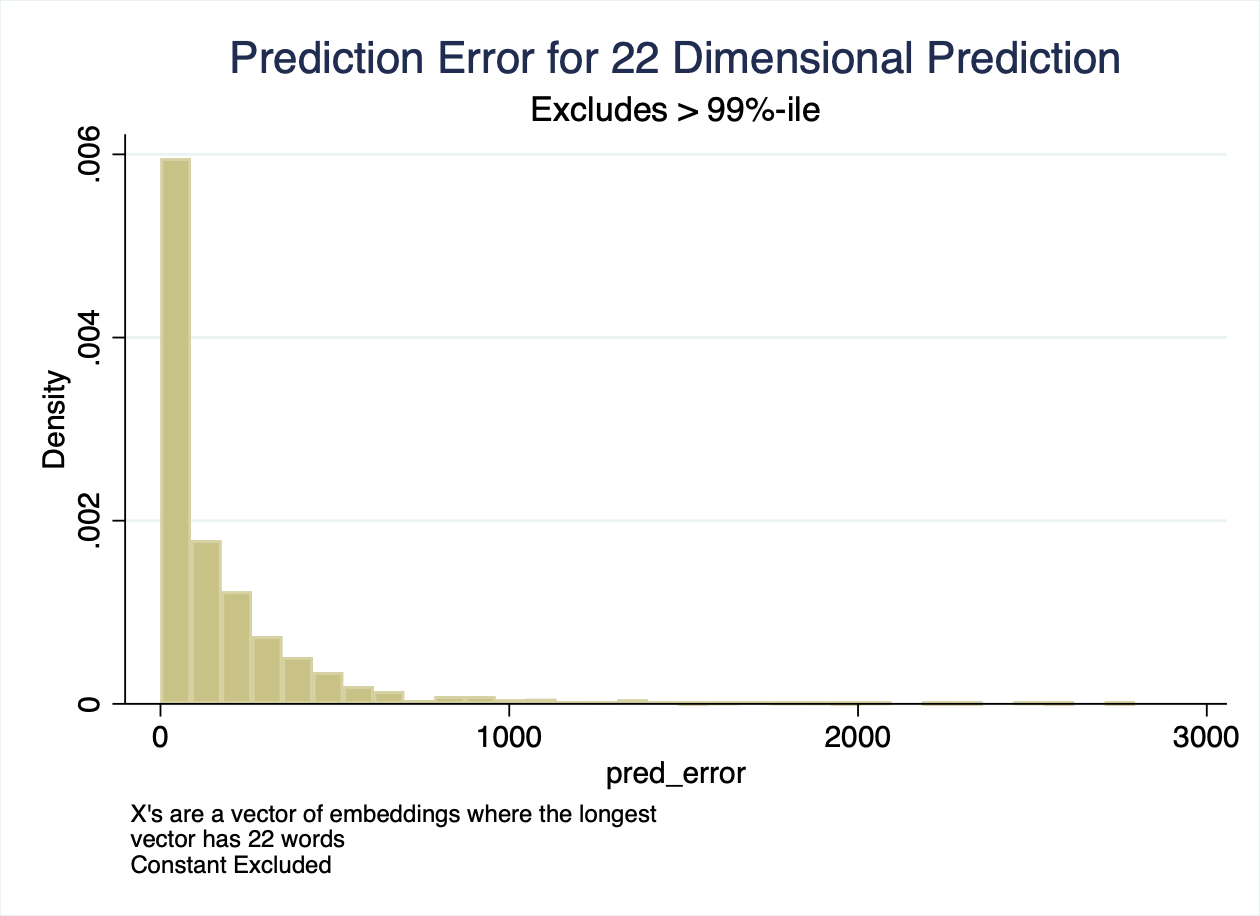 Prediction Error for 22 Dimensional Prediction
Excludes > 99%-ile
.006
.004
.002
0
Density
0 1000 2000 3000
pred_error
X's are a vector of embeddings where the longest
vector has 22 words
Constant Excluded